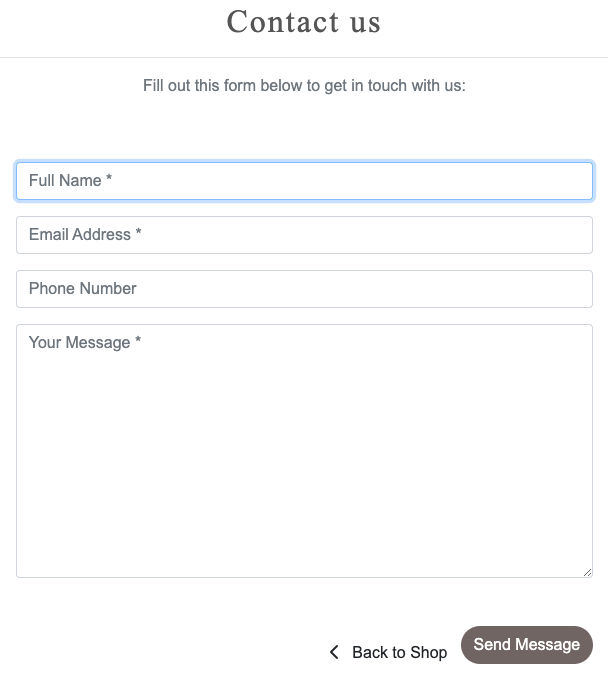 Contact us
Fill out this form below to get in touch with us:
Full Name *
Email Address *
Phone Number
Your Message *
Back to Shop
Send Message